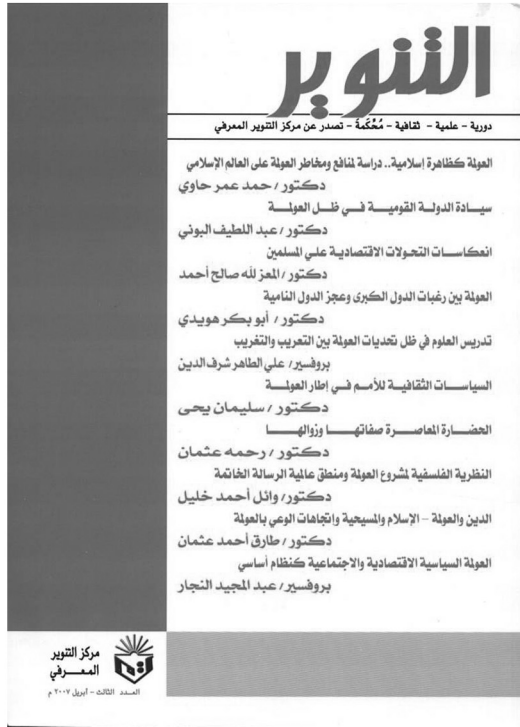 التنوير
دورية - علمية - ثقافية - مُحَكّمة - تصدر عن مركز التنوير المعرفي
العولمة كظاهرة إسلامية.. دراسة لمنافع ومخاطر العولمة على العالم الإسلامي
دكتور / حمد عمر حاوي
سيادة الدولة القومية في ظل العولمة
دكتور / عبد اللطيف البوني
انعكاسات التحولات الاقتصادية على المسلمين
دكتور / المعز لله صالح أحمد
العولمة بين رغبات الدول الكبرى وعجز الدول النامية
دكتور / أبو بكر هويدي
تدريس العلوم في ظل تحديات العولمة بين التعريب والتغريب
بروفسير / علي الطاهر شرف الدين
السياسات الثقافية للأمم في إطار العولمة
دكتور / سليمان يحى
الحضارة المعاصرة صفاتها وزوالها
دكتور / رحمه عثمان
النظرية الفلسفية لمشروع العولمة ومنطق عالمية الرسالة الخاتمة
دكتور / وائل أحمد خليل
الدين والعولمة - الإسلام والمسيحية واتجاهات الوعي بالعولمة
دكتور / طارق أحمد عثمان
العولمة السياسية الاقتصادية والاجتماعية كنظام أساسي
بروفسير / عبد المجيد النجار
مركز التنوير
المعرفي
العدد الثالث - أبريل ٢٠٠٧ م